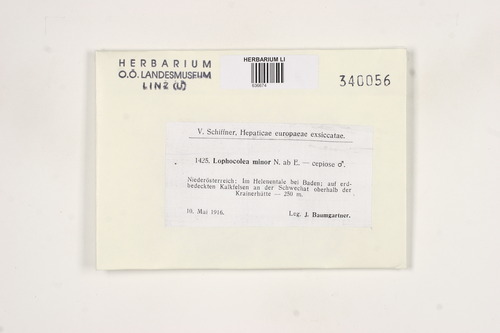 HERBARIUM
O.Ö. LANDESMUSEUM
LINZ (LI)
HERBARIUM LI
636674
340056
V. Schiffner, Hepaticae europaeae exsiccatae.
1425. Lophocolea minor N. ab E. — cepiose ♂.
Niederösterreich: Im Helenentale bei Baden; auf erd-
bedeckten Kalkfelsen an der Schwechat oberhalb der
Krainerhütte — 250 m.
10. Mai 1916.
Leg. J. Baumgartner.